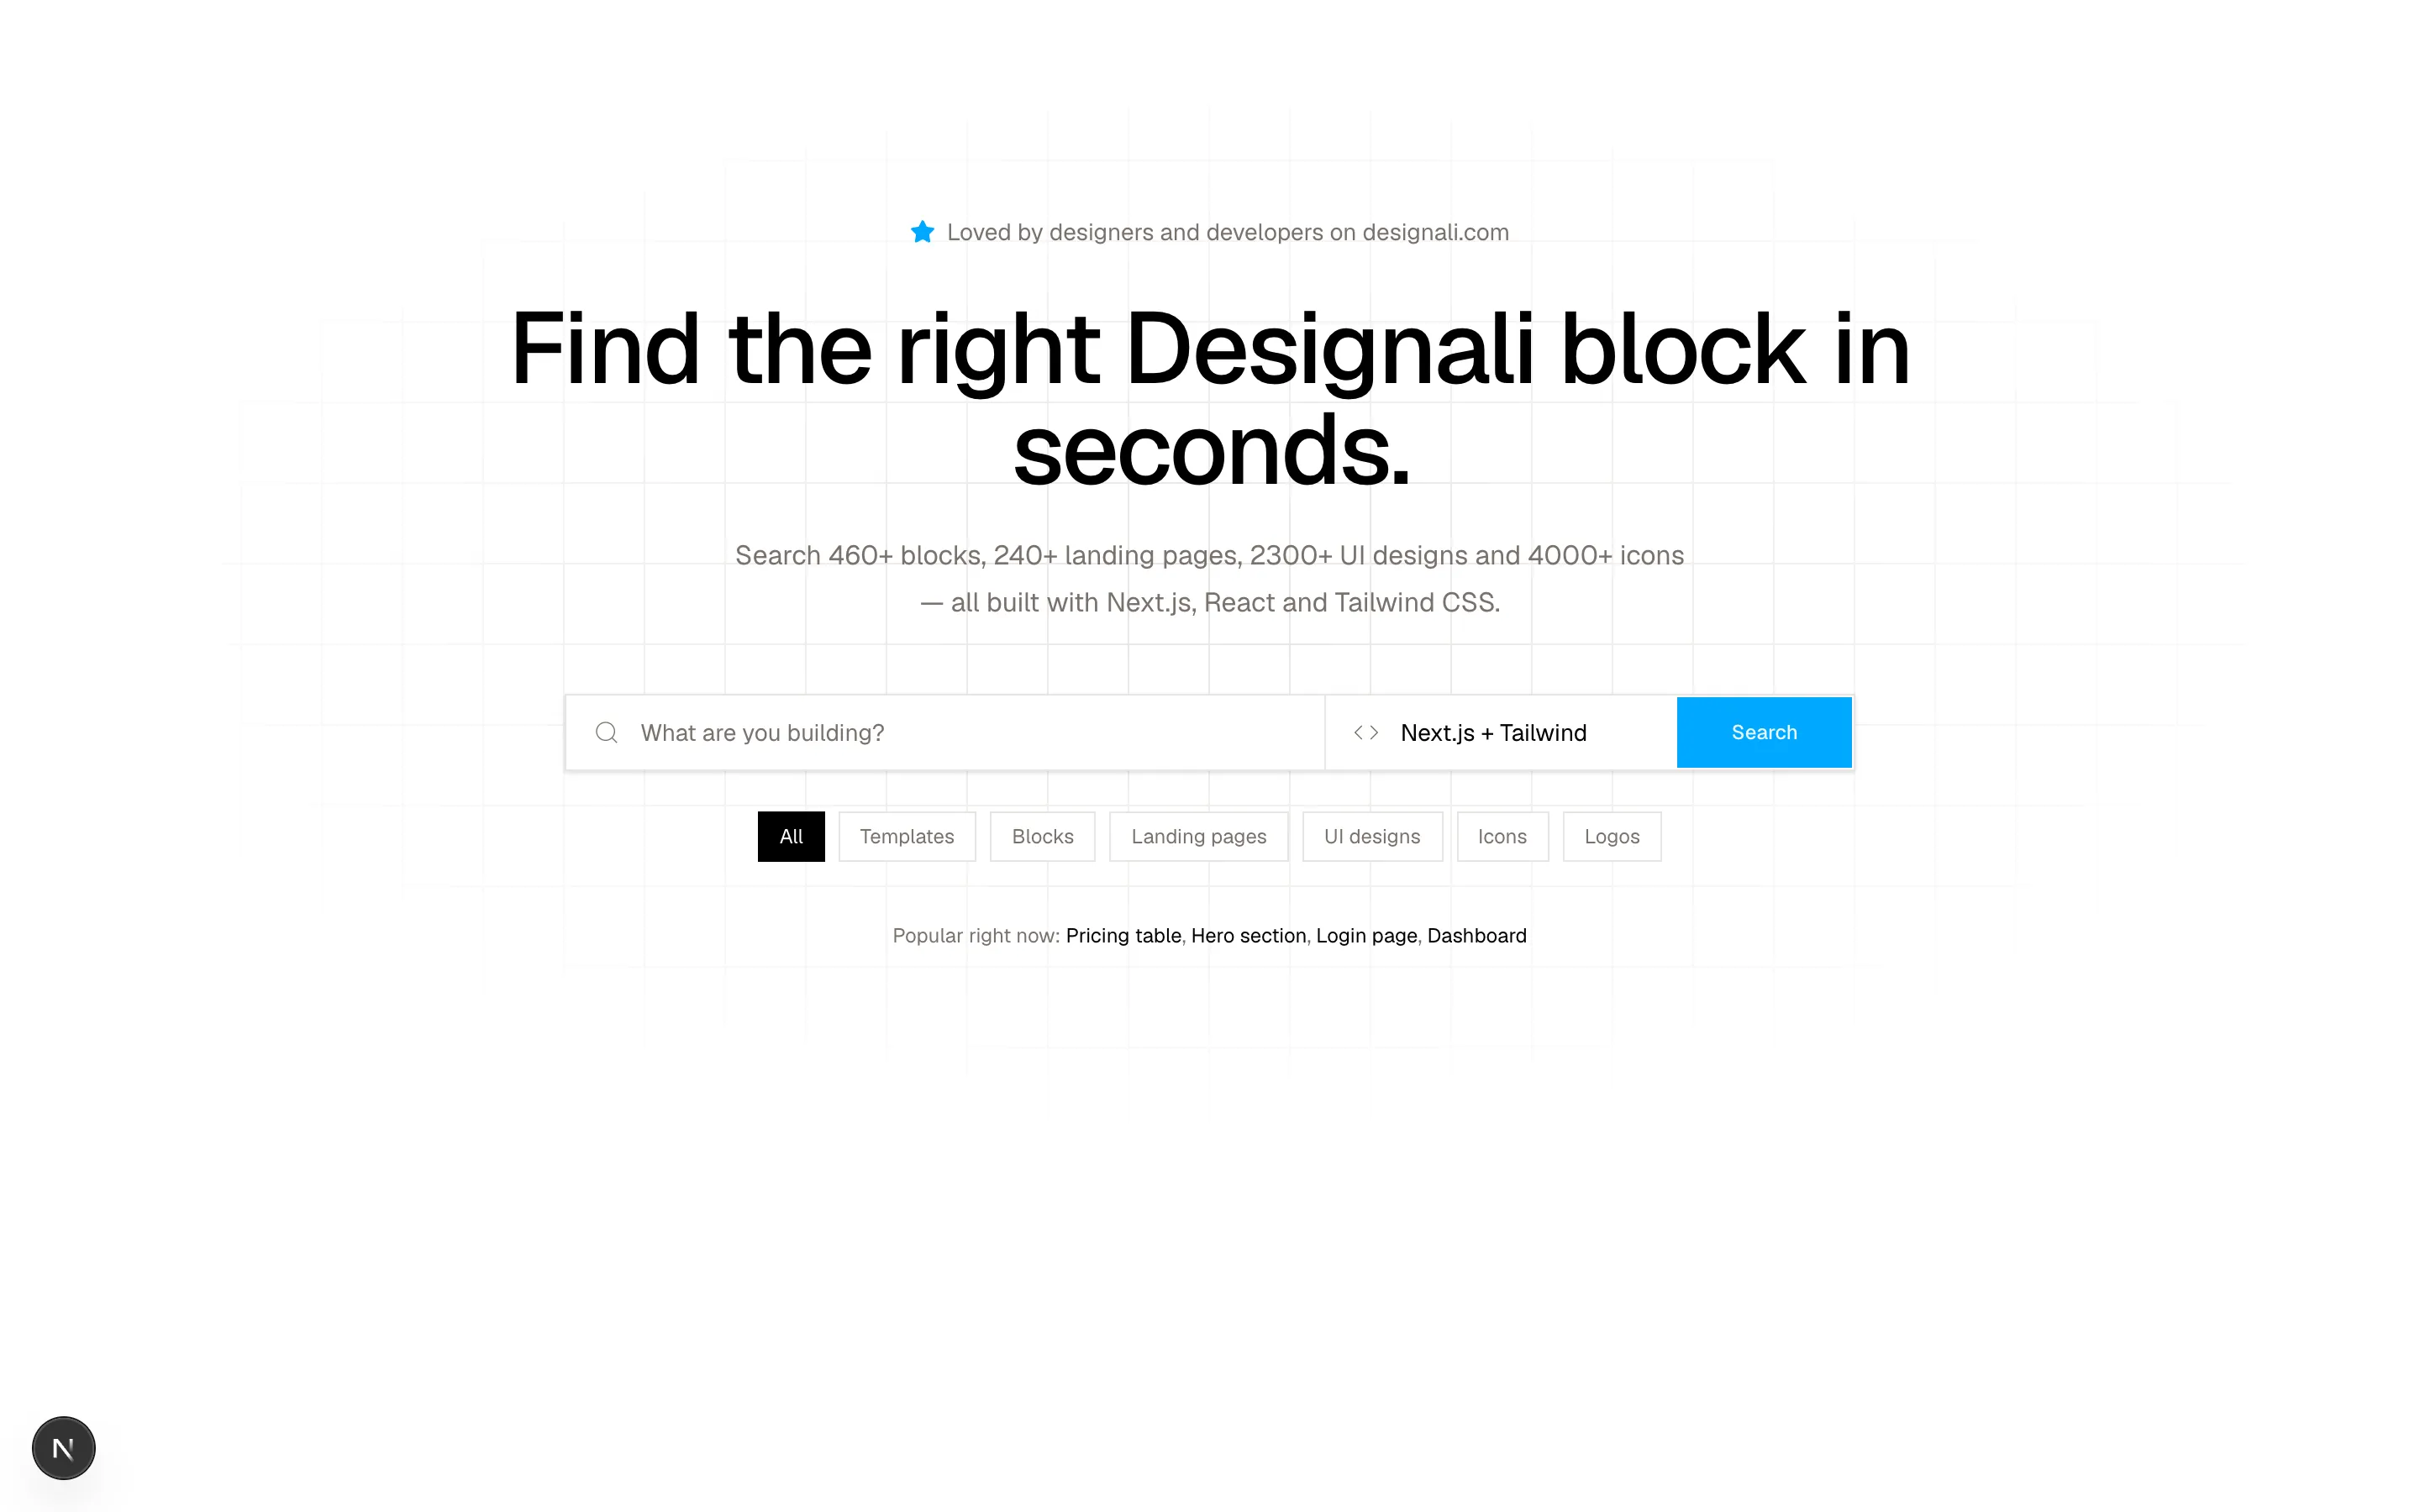 Loved by designers and developers on designali.com
Find the right Designali block in
seconds.
Search 460+ blocks, 240+ landing pages, 2300+ UI designs and 4000+ icons
— all built with Next.js, React and Tailwind CSS.
What are you building? Next.js + Tailwind Search
All Templates Blocks Landing pages UI designs Icons Logos
Popular right now: Pricing table, Hero section, Login page, Dashboard
N